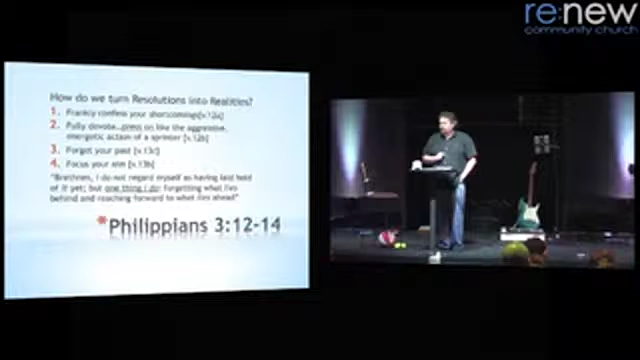 re:new
community church
How do we turn Resolutions into Realities?
1. Frankly confess your shortcomings[v.12a]
2. Fully devote...press on like the aggressive,
energetic action of a sprinter [v.12b]
3. Forget your past [v.13c]
4. Focus your aim [v.13b]
"Brethren, I do not regard myself as having laid hold
of it yet; but one thing I do: forgetting what lies
behind and reaching forward to what lies ahead"
*Philippians 3:12-14